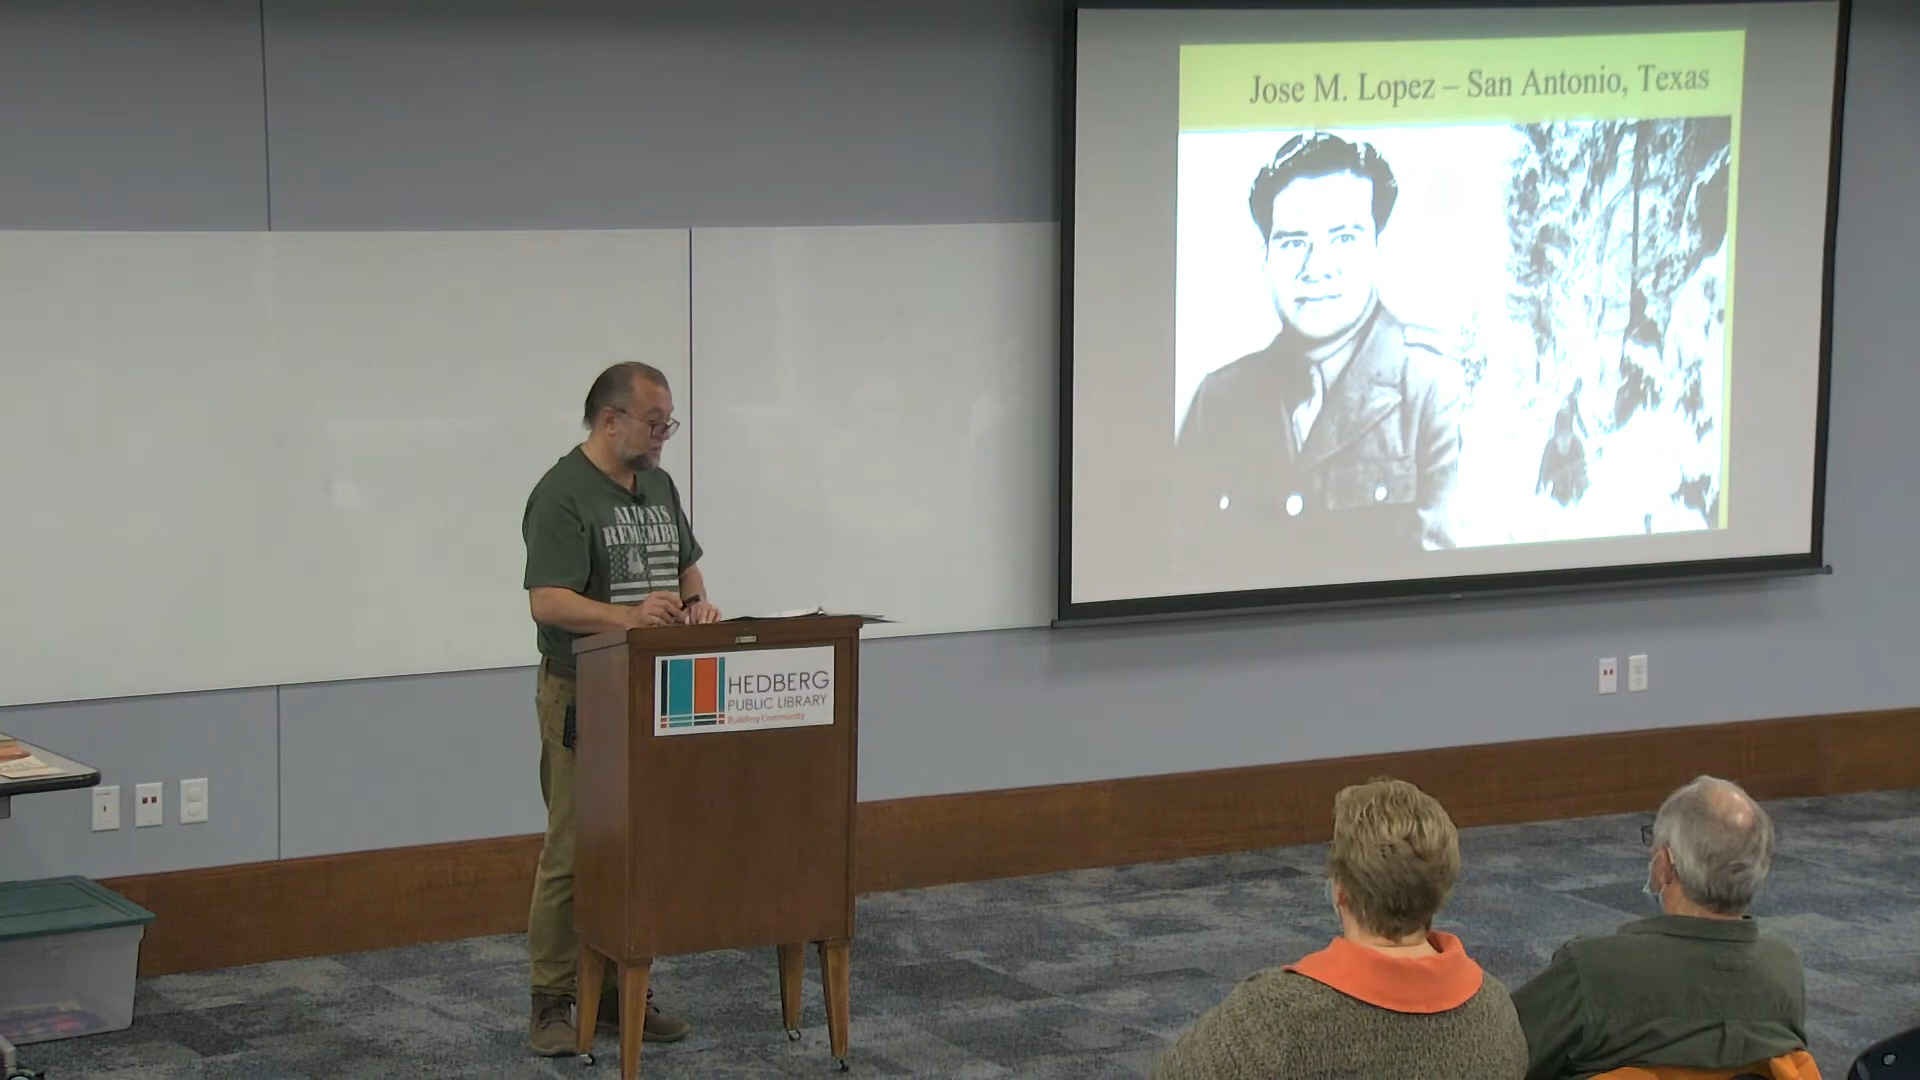 Jose M. Lopez – San Antonio, Texas
ALWAYS
REMEMBER
HEDBERG
PUBLIC LIBRARY
Building Community